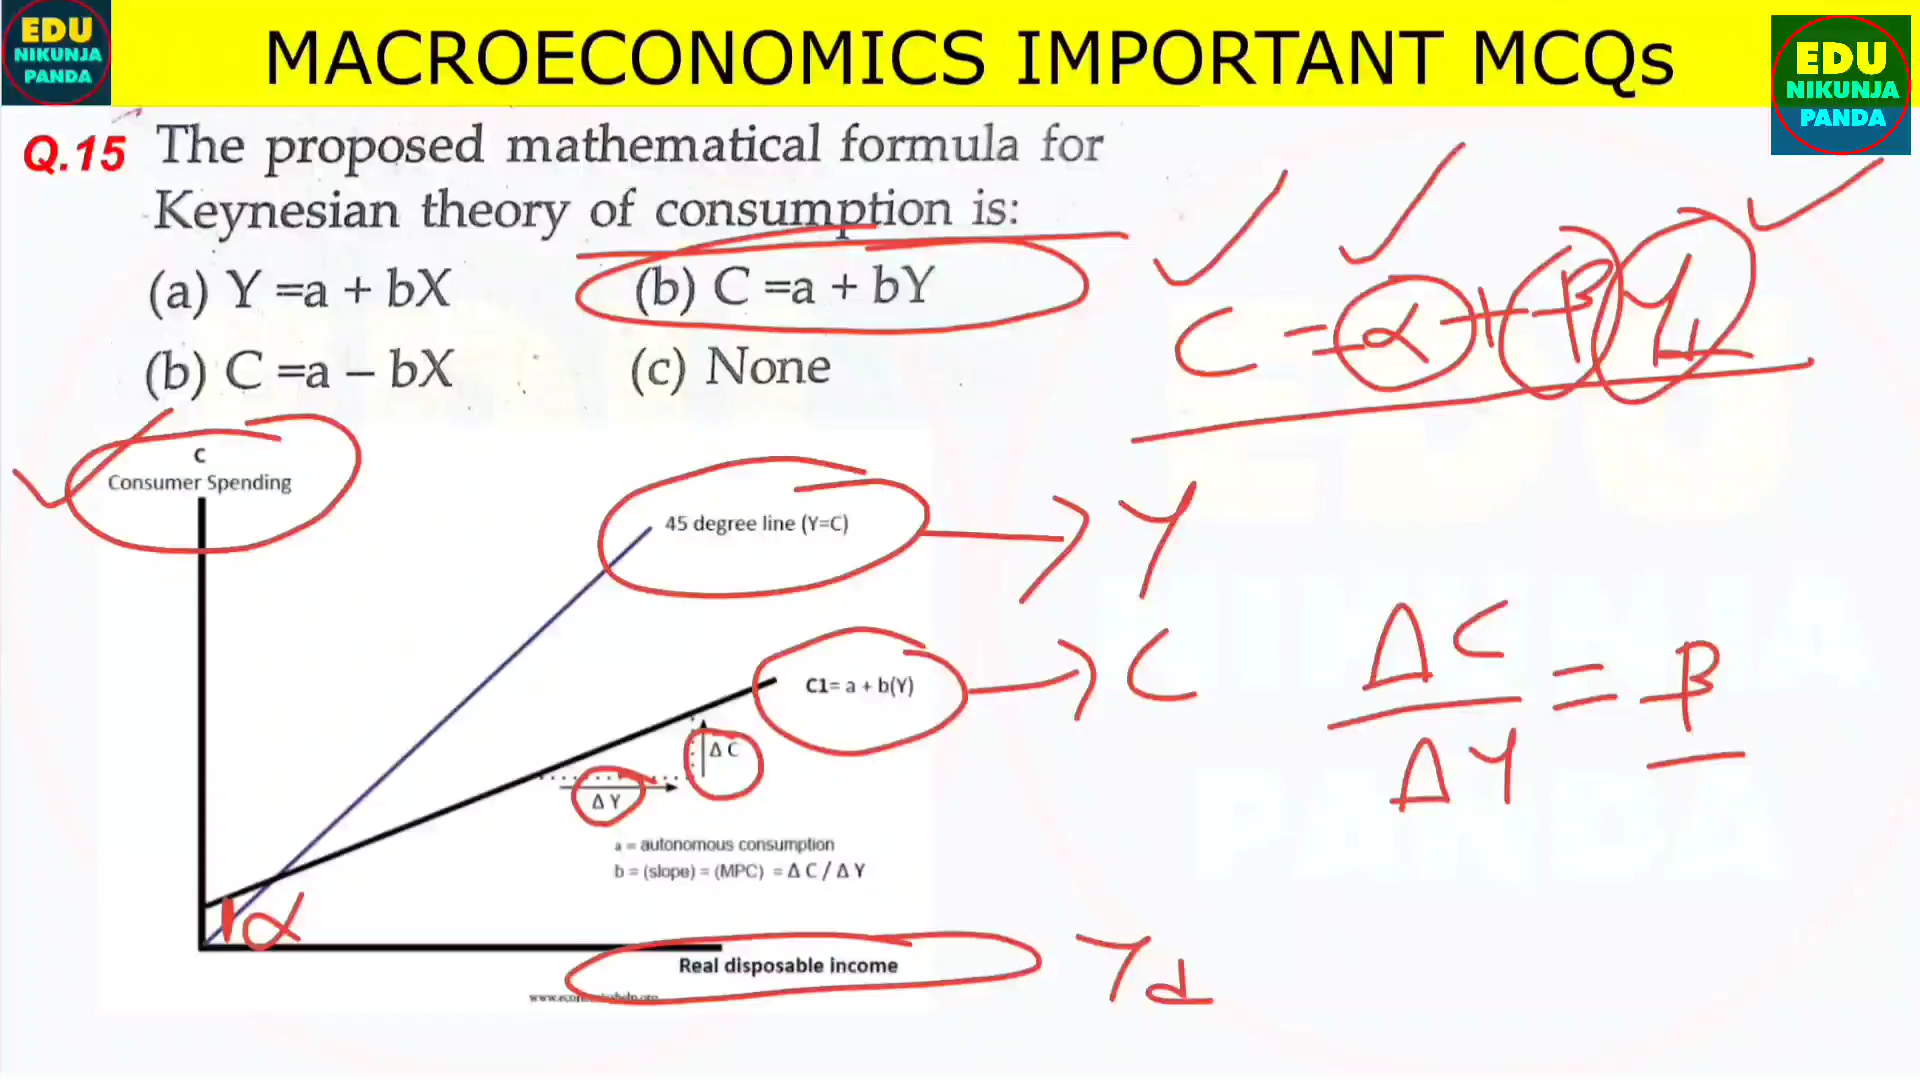 EDU
NIKUNJA
PANDA
MACROECONOMICS IMPORTANT MCQs
EDU
NIKUNJA
PANDA
Q.15 The proposed mathematical formula for
Keynesian theory of consumption is:
(a) Y =a + bX (b) C =a + bY
(b) C =a – bX (c) None
C = α + β Yd
C
Consumer Spending
45 degree line (Y=C)
Y
C1= a + b(Y)
C
ΔC
ΔY
ΔC
ΔY
= β
a = autonomous consumption
b = (slope) = (MPC) = ΔC / ΔY
α
Real disposable income
Yd